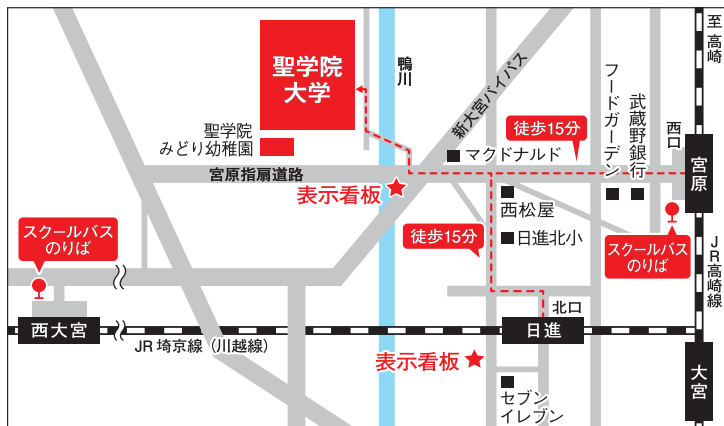 至
高
崎
聖学院
大学
鴨川
新大宮バイパス
フードガーデン
武蔵野銀行
西口
徒歩15分
聖学院
みどり幼稚園
マクドナルド
宮原指扇道路
宮原
表示看板
西松屋
スクールバス
のりば
徒歩15分
日進北小
スクールバス
のりば
JR高崎線
北口
西大宮
日進
JR 埼京線（川越線）
表示看板
大宮
セブン
イレブン